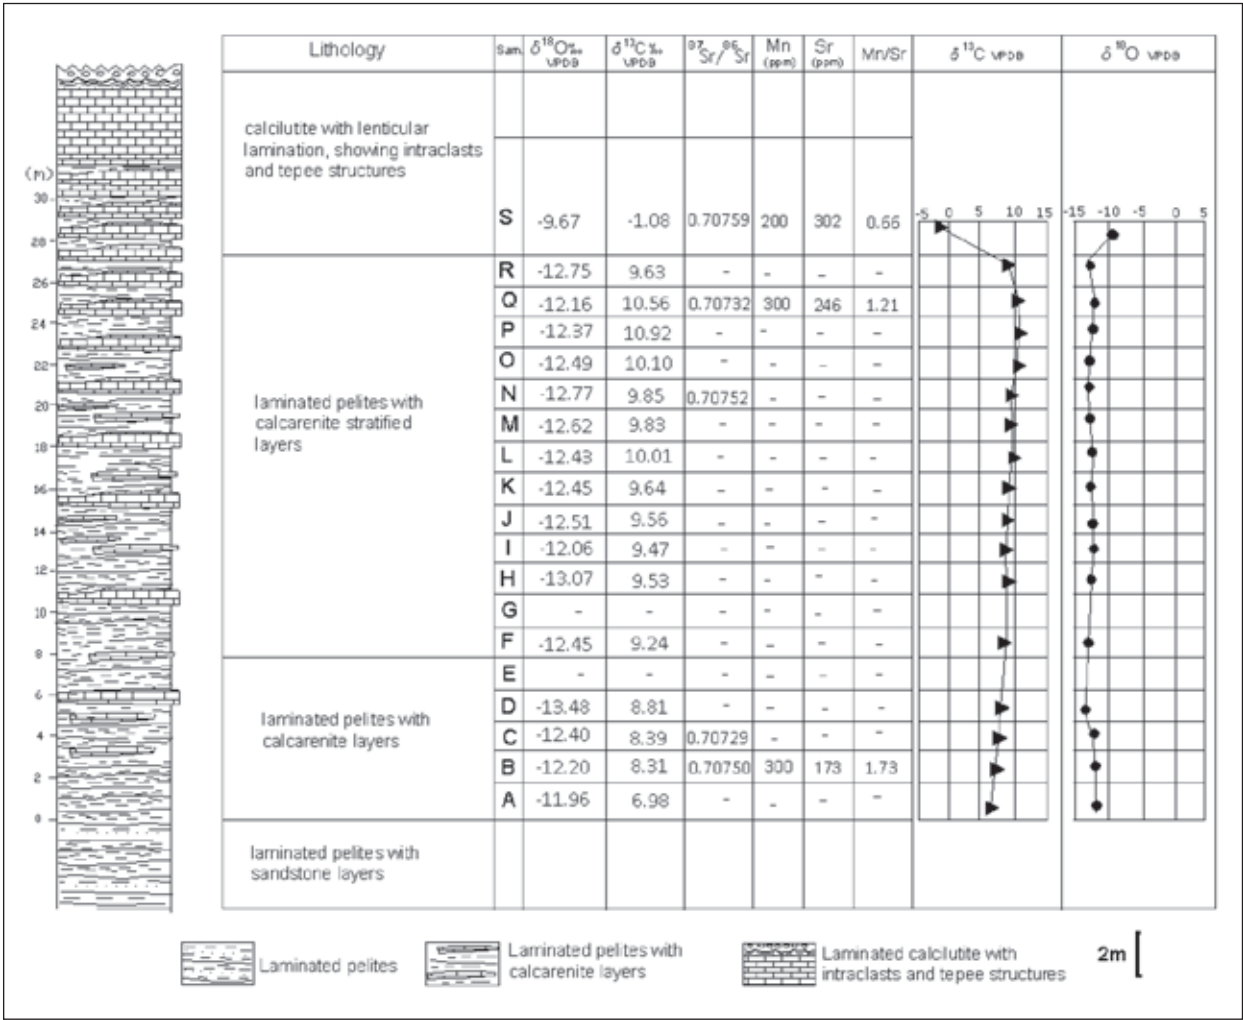 Lithology Sam. δ18O‰ VPDB δ13C‰ VPDB 87Sr/86Sr Mn (ppm) Sr (ppm) Mn/Sr δ13C VPDB δ18O VPDB
calcilutite with lenticular
lamination, showing intraclasts
and tepee structures
(m)
30
28
26
24
22
20
18
16
14
12
10
8
6
4
2
0
-5 0 5 10 15 -15 -10 -5 0 5
S -9.67 -1.08 0.70759 200 302 0.66
R -12.75 9.63 - - - -
Q -12.16 10.56 0.70732 300 246 1.21
P -12.37 10.92 - - - -
O -12.49 10.10 - - - -
laminated pelites with
calcarenite stratified
layers
N -12.77 9.85 0.70752 - - -
M -12.62 9.83 - - - -
L -12.43 10.01 - - - -
K -12.45 9.64 - - - -
J -12.51 9.56 - - - -
I -12.06 9.47 - - - -
H -13.07 9.53 - - - -
G - - - - - -
F -12.45 9.24 - - - -
E - - - - - -
laminated pelites with
calcarenite layers
D -13.48 8.81 - - - -
C -12.40 8.39 0.70729 - - -
B -12.20 8.31 0.70750 300 173 1.73
A -11.96 6.98 - - - -
laminated pelites with
sandstone layers
Laminated pelites
Laminated pelites with
calcarenite layers
Laminated calcilutite with
intraclasts and tepee structures
2m